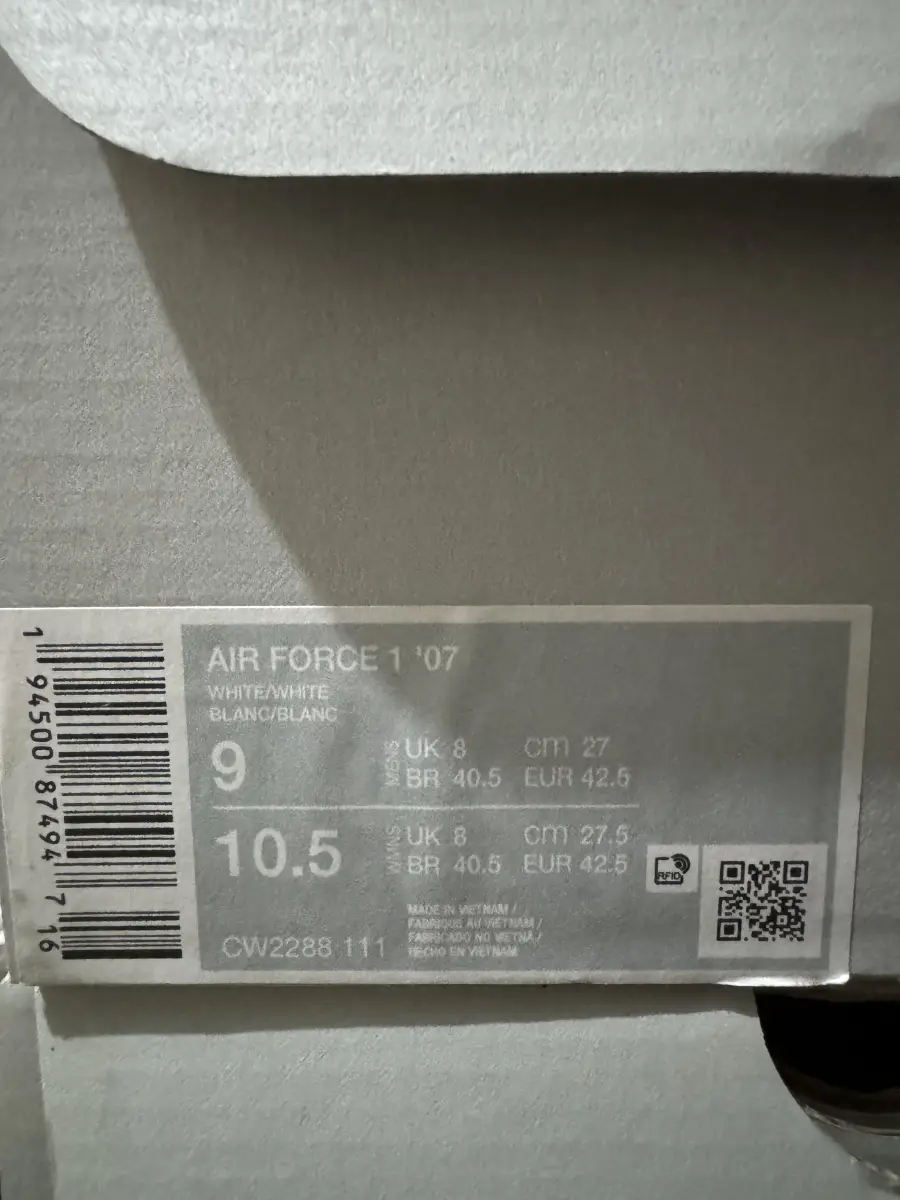 AIR FORCE 1 '07
WHITE/WHITE
BLANC/BLANC
9 UK 8 cm 27
BR 40.5 EUR 42.5
10.5 UK 8 cm 27.5
BR 40.5 EUR 42.5
MADE IN VIETNAM /
FABRIQUE AU VIETNAM /
FABRICADO NO VIETNÃ /
HECHO EN VIETNAM
CW2288 111
RFID
1 94500 87494 7 16